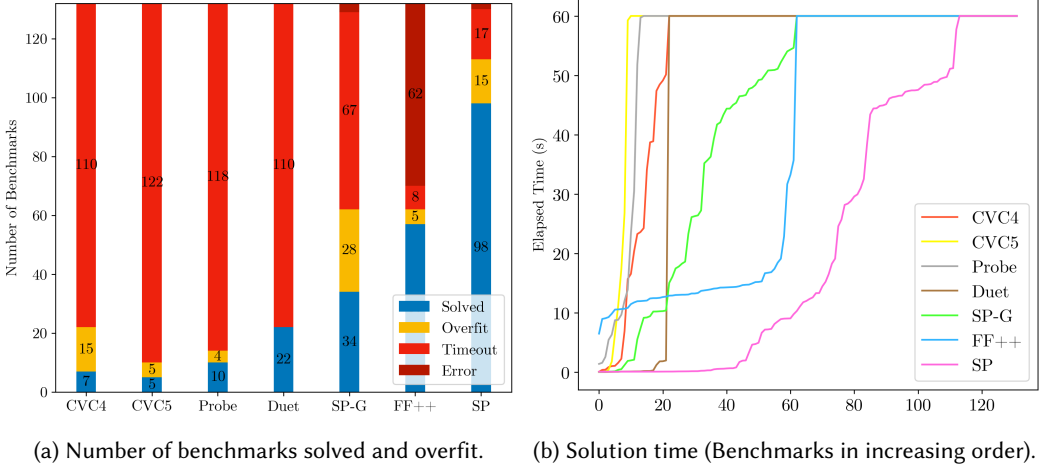 Number of Benchmarks
120
100
80
60
40
20
0
110
122
118
110
67
62
17
15
8
5
28
98
15
5
4
34
7
5
10
22
Solved
Overfit
Timeout
Error
CVC4 CVC5 Probe Duet SP-G FF++ SP
(a) Number of benchmarks solved and overfit.
Elapsed Time (s)
60
50
40
30
20
10
0
CVC4
CVC5
Probe
Duet
SP-G
FF++
SP
0 20 40 60 80 100 120
(b) Solution time (Benchmarks in increasing order).